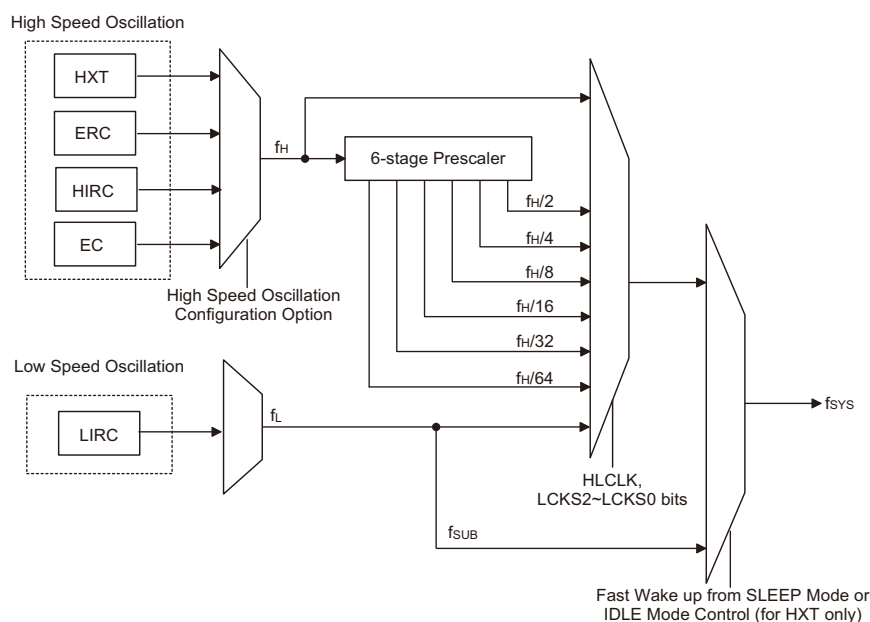 High Speed Oscillation
HXT
ERC
HIRC
EC
fH
6-stage Prescaler
fH/2
fH/4
fH/8
fH/16
fH/32
fH/64
High Speed Oscillation
Configuration Option
Low Speed Oscillation
LIRC
fL
fSUB
HLCLK,
LCKS2~LCKS0 bits
fSYS
Fast Wake up from SLEEP Mode or
IDLE Mode Control (for HXT only)